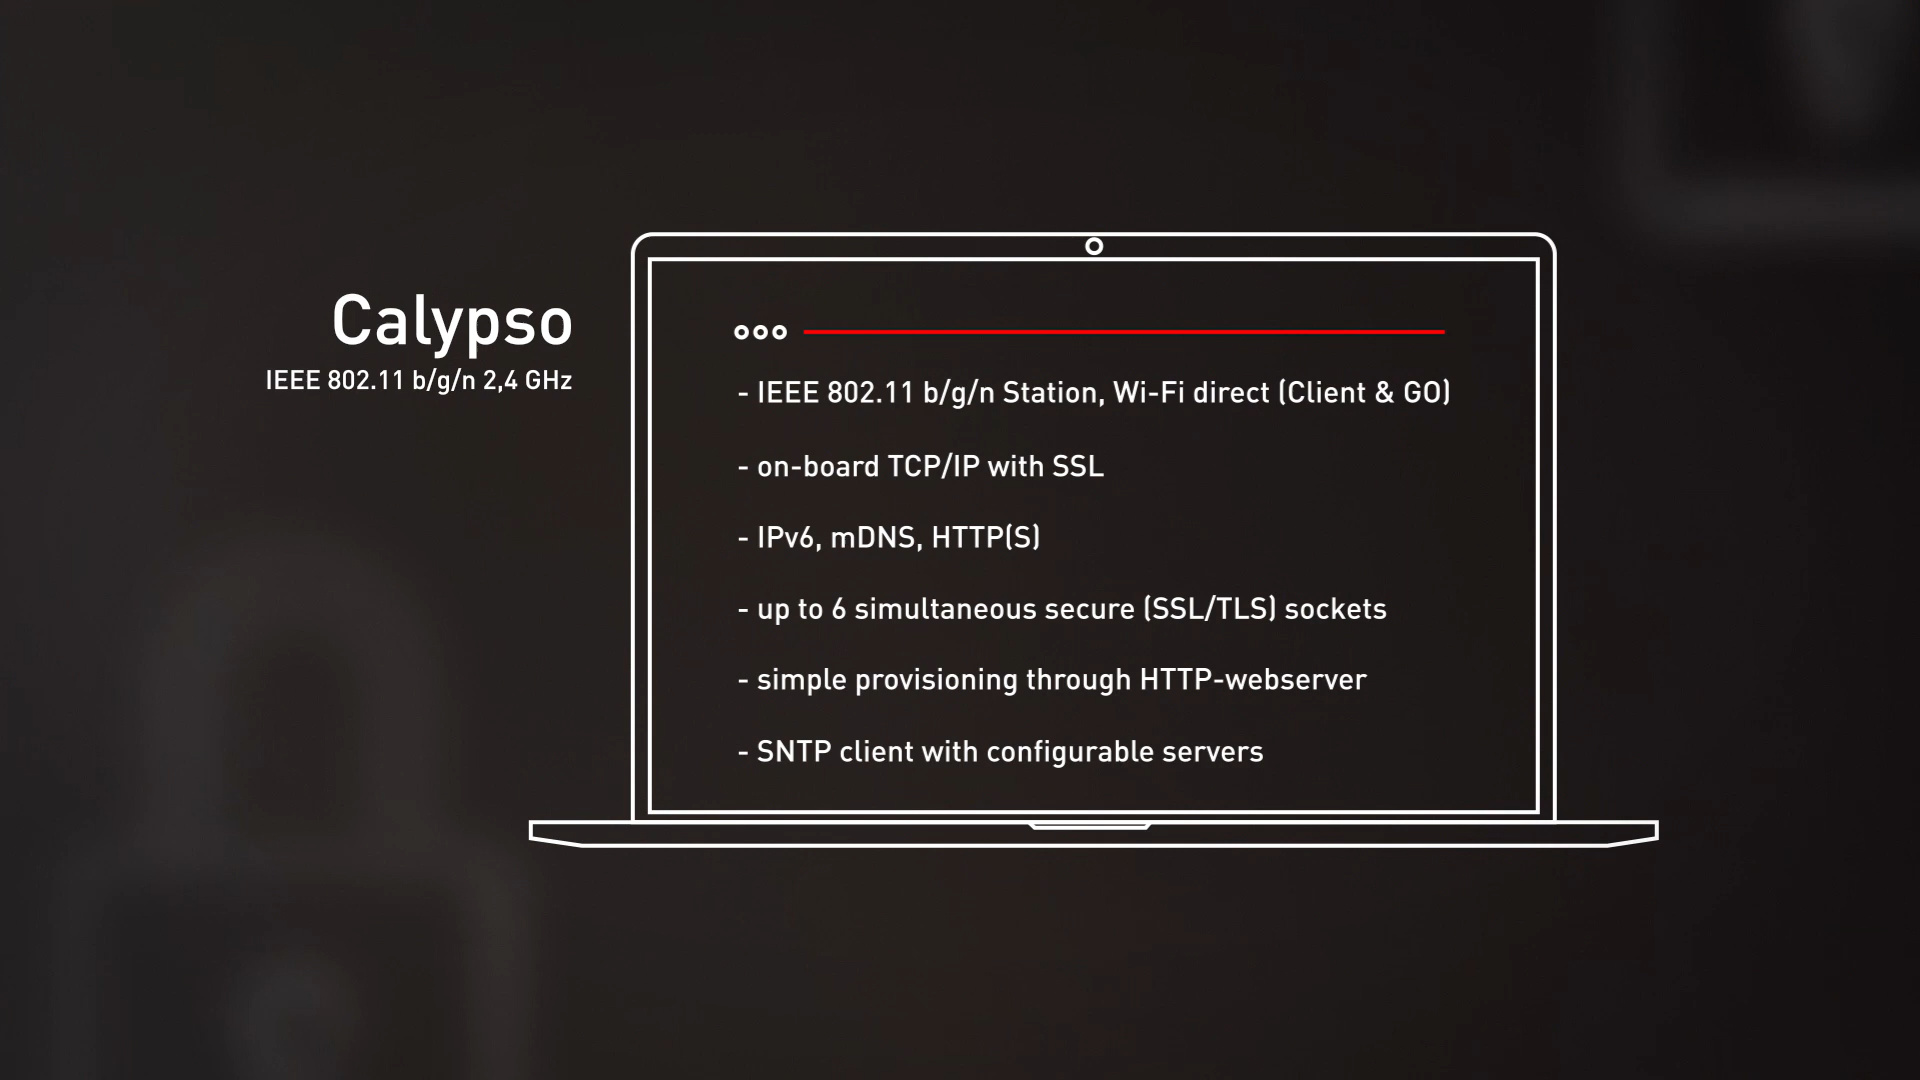 Calypso
IEEE 802.11 b/g/n 2,4 GHz
- IEEE 802.11 b/g/n Station, Wi-Fi direct (Client & GO)
- on-board TCP/IP with SSL
- IPv6, mDNS, HTTP(S)
- up to 6 simultaneous secure (SSL/TLS) sockets
- simple provisioning through HTTP-webserver
- SNTP client with configurable servers